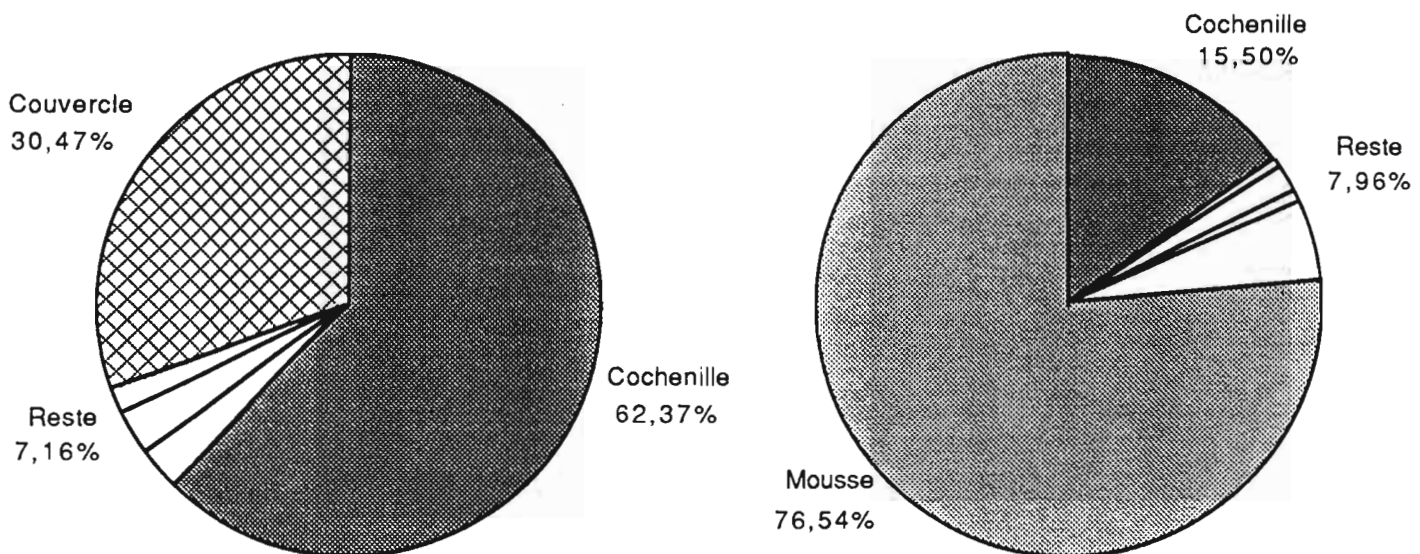 Couvercle
30,47%
Cochenille
62,37%
Reste
7,16%
Cochenille
15,50%
Reste
7,96%
Mousse
76,54%